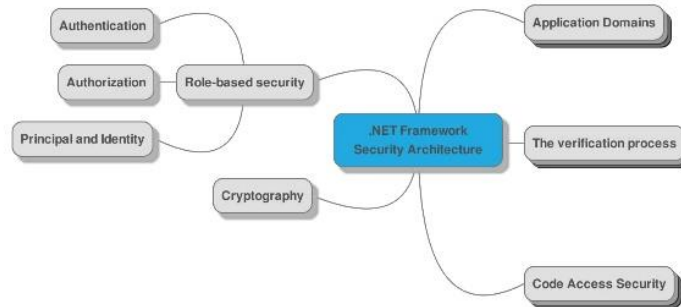 Authentication
Application Domains
Authorization
Role-based security
Principal and Identity
.NET Framework
Security Architecture
The verification process
Cryptography
Code Access Security